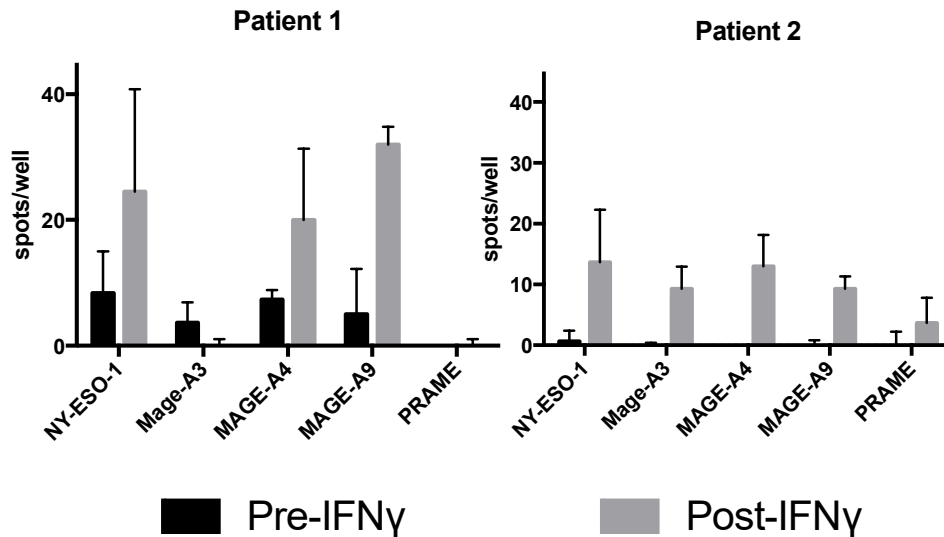 Patient 1
spots/well
40
20
0
NY-ESO-1
Mage-A3
MAGE-A4
MAGE-A9
PRAME
Patient 2
spots/well
40
30
20
10
0
NY-ESO-1
Mage-A3
MAGE-A4
MAGE-A9
PRAME
Pre-IFNγ
Post-IFNγ